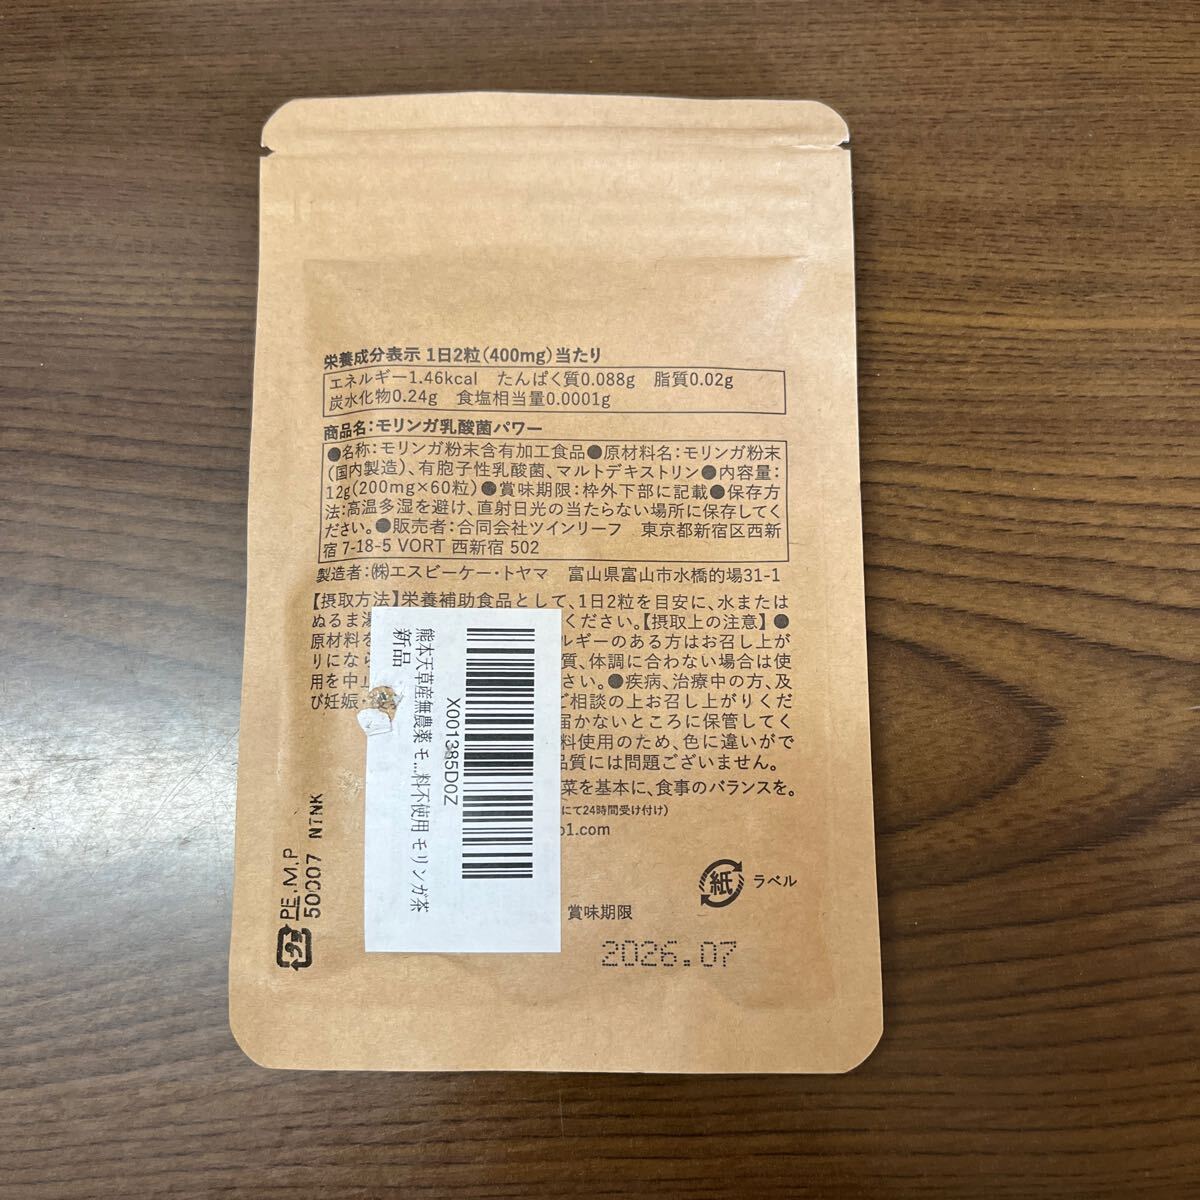 栄養成分表示 1日2粒(400mg)当たり
エネルギー1.46kcal たんぱく質0.088g 脂質0.02g
炭水化物0.24g 食塩相当量0.0001g
商品名:モリンガ乳酸菌パワー
●名称:モリンガ粉末含有加工食品●原材料名:モリンガ粉末
(国内製造)、有胞子性乳酸菌、マルトデキストリン●内容量:
12g(200mg×60粒)●賞味期限:枠外下部に記載●保存方
法:高温多湿を避け、直射日光の当たらない場所に保存してく
ださい。●販売者:合同会社ツインリーフ 東京都新宿区西新
宿 7-18-5 VORT 西新宿 502
製造者:㈱エスビーケー・トヤマ 富山県富山市水橋的場31-1
【摂取方法】栄養補助食品として、1日2粒を目安に、水または
ぬるま湯 ください。【摂取上の注意】●
原材料を ルギーのある方はお召し上が
りになら 質、体調に合わない場合は使
用を中止 さい。●疾病、治療中の方、及
び妊娠・ ご相談の上お召し上がりくだ
届かないところに保管してく
料使用のため、色に違いがで
品質には問題ございません。
菜を基本に、食事のバランスを。
にて24時間受け付け)
o1.com
X001385D0Z
熊本天草産無農薬 モ...料不使用 モリンガ茶
新品
PE.M.P
50007 N7NK
プラ
紙
ラベル
賞味期限
2026.07